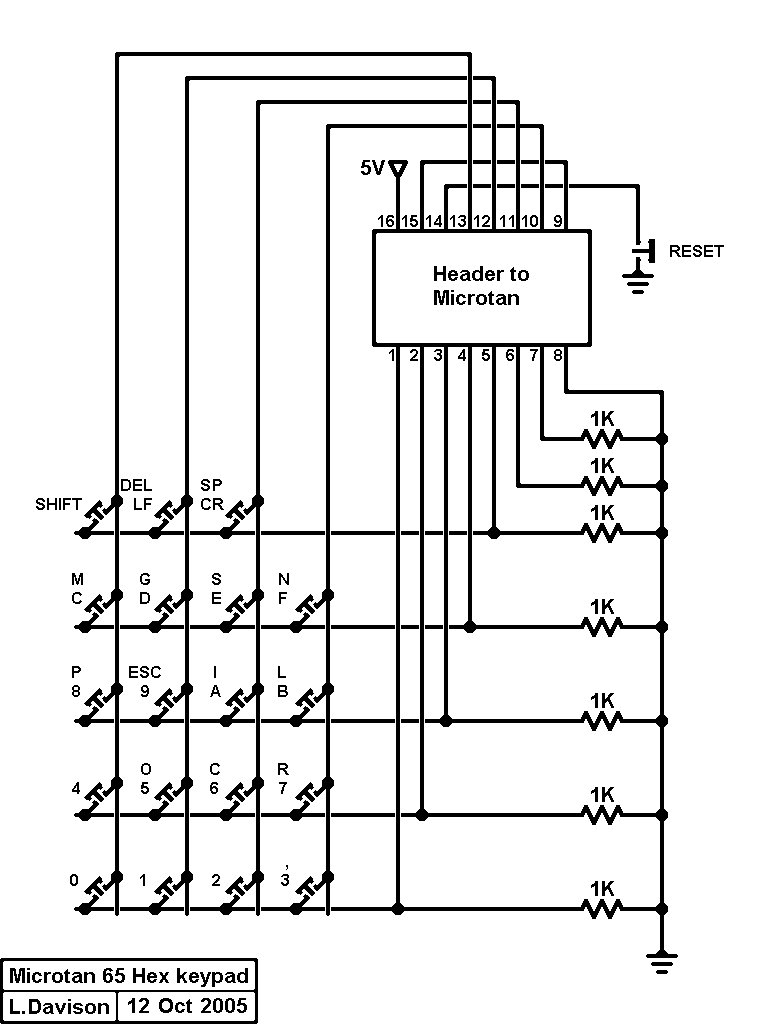 5V
16 15 14 13 12 11 10 9
RESET
Header to
Microtan
1 2 3 4 5 6 7 8
1K
1K
DEL SP
SHIFT LF CR 1K
M G S N
C D E F 1K
P ESC I L
8 9 A B 1K
O C R
4 5 6 7 1K
,
0 1 2 3 1K
Microtan 65 Hex keypad
L.Davison 12 Oct 2005